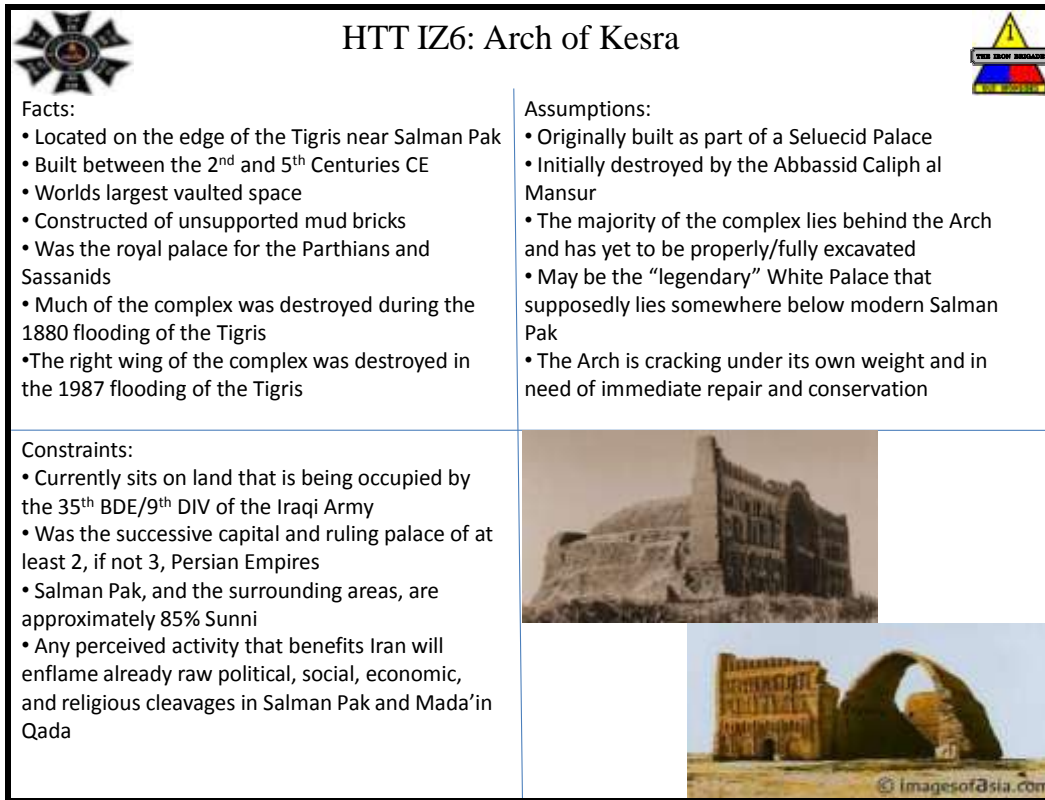 HTT IZ6: Arch of Kesra
1
THE IRON BRIGADE
Facts:
• Located on the edge of the Tigris near Salman Pak
• Built between the 2nd and 5th Centuries CE
• Worlds largest vaulted space
• Constructed of unsupported mud bricks
• Was the royal palace for the Parthians and
Sassanids
• Much of the complex was destroyed during the
1880 flooding of the Tigris
•The right wing of the complex was destroyed in
the 1987 flooding of the Tigris
Assumptions:
• Originally built as part of a Seluecid Palace
• Initially destroyed by the Abbassid Caliph al
Mansur
• The majority of the complex lies behind the Arch
and has yet to be properly/fully excavated
• May be the “legendary” White Palace that
supposedly lies somewhere below modern Salman
Pak
• The Arch is cracking under its own weight and in
need of immediate repair and conservation
Constraints:
• Currently sits on land that is being occupied by
the 35th BDE/9th DIV of the Iraqi Army
• Was the successive capital and ruling palace of at
least 2, if not 3, Persian Empires
• Salman Pak, and the surrounding areas, are
approximately 85% Sunni
• Any perceived activity that benefits Iran will
enflame already raw political, social, economic,
and religious cleavages in Salman Pak and Mada’in
Qada
© imagesofasia.com